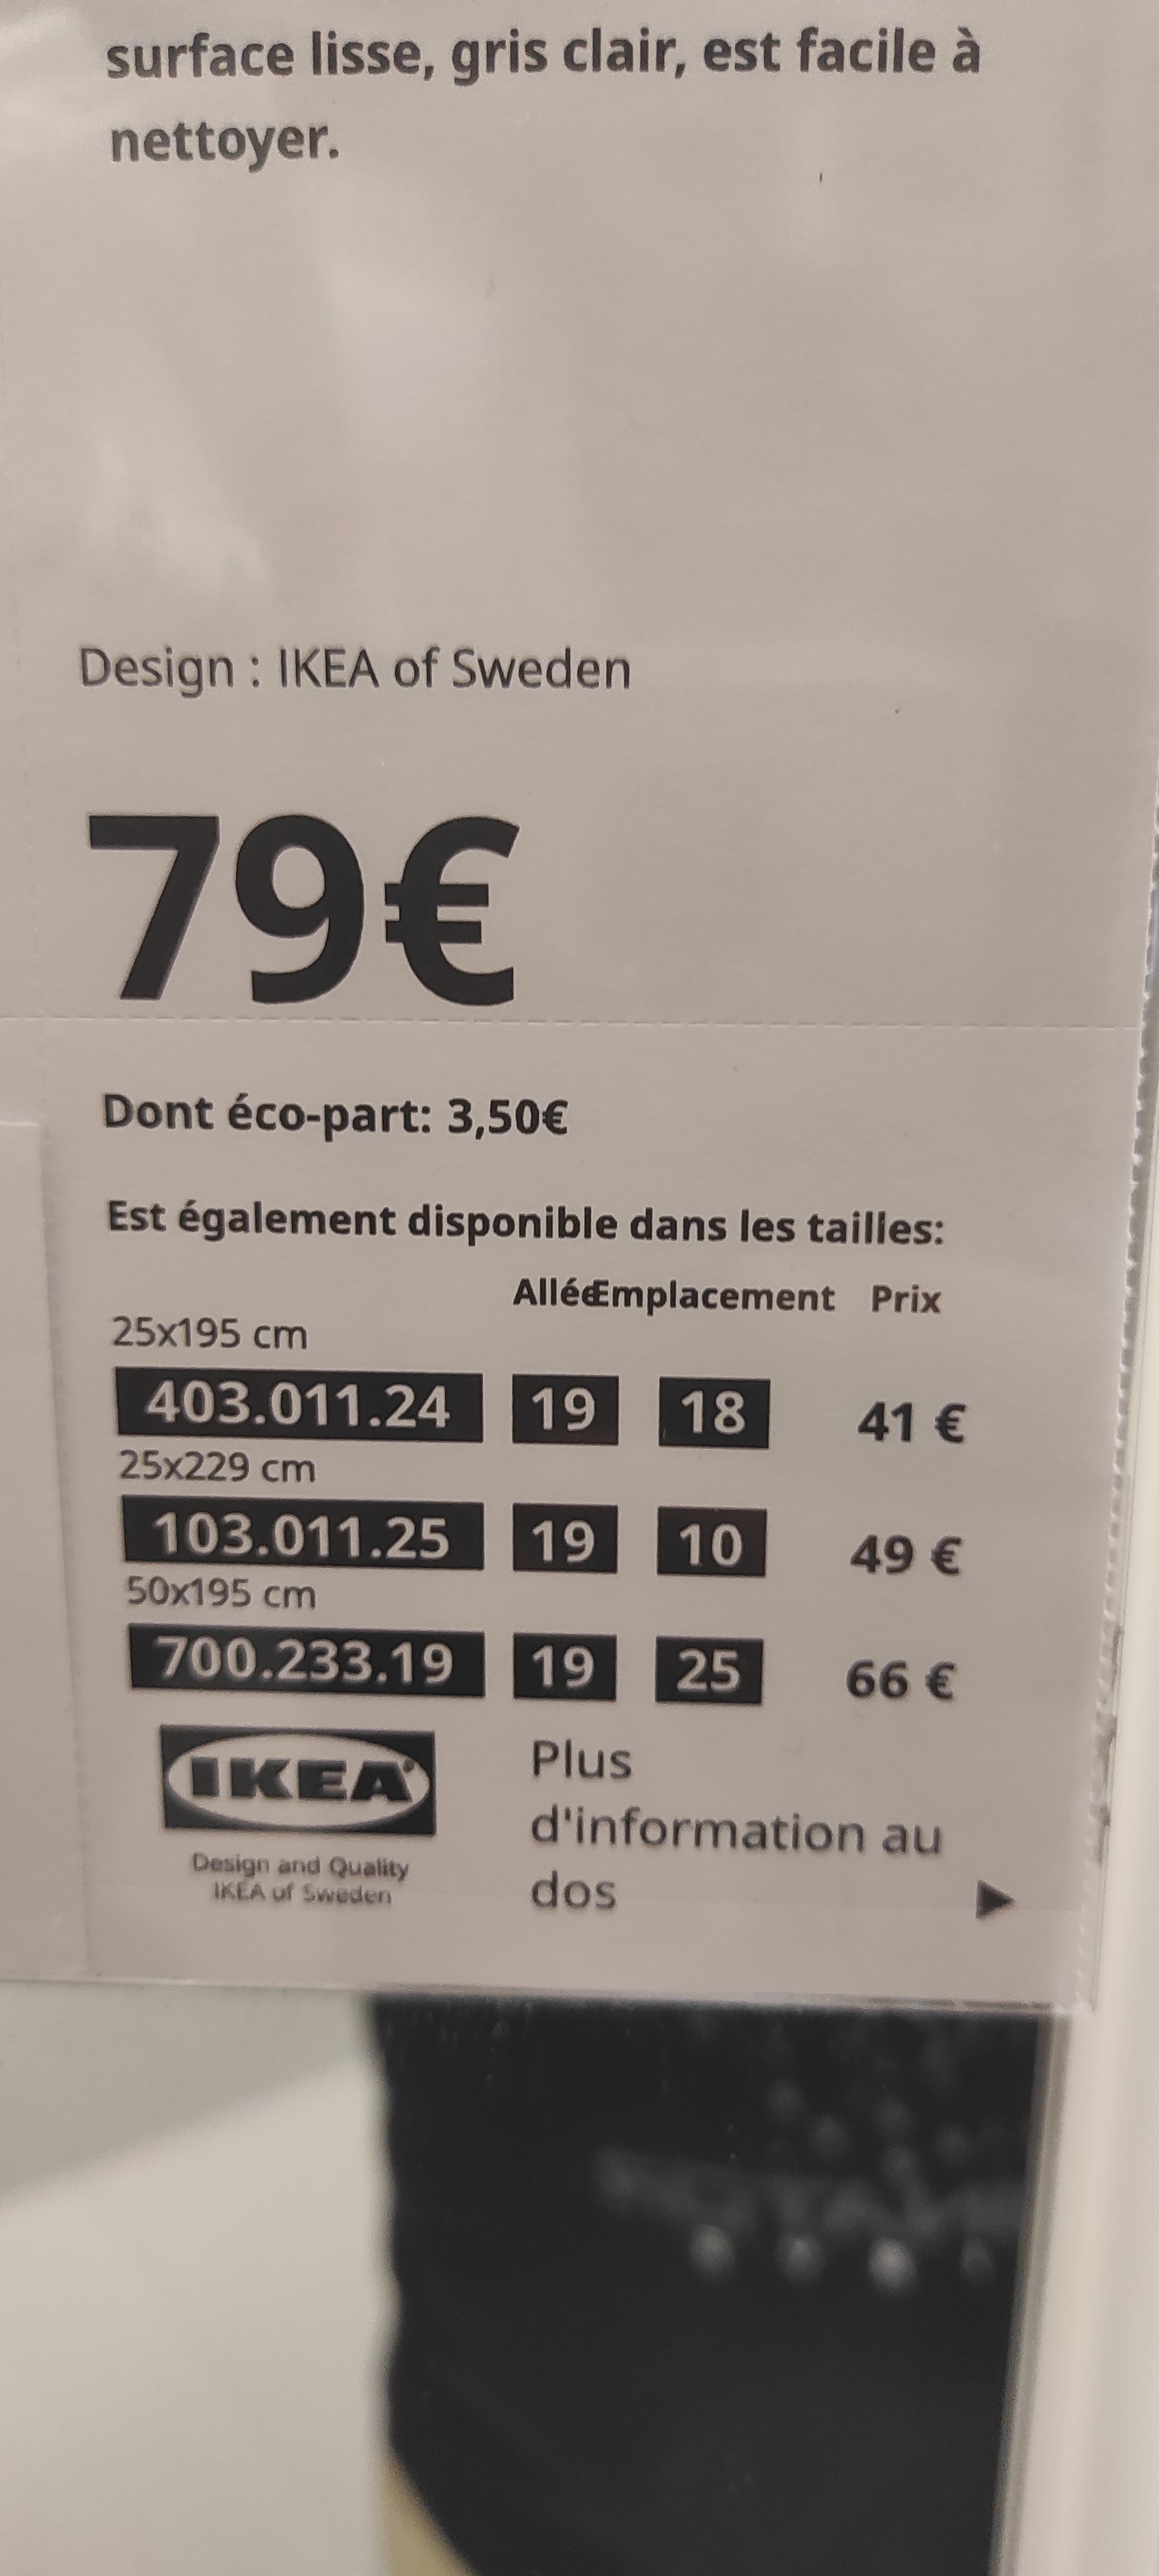 surface lisse, gris clair, est facile à
nettoyer.
Design : IKEA of Sweden
79€
Dont éco-part: 3,50€
Est également disponible dans les tailles:
Allée Emplacement Prix
25x195 cm
403.011.24 19 18 41 €
25x229 cm
103.011.25 19 10 49 €
50x195 cm
700.233.19 19 25 66 €
IKEA
Design and Quality
IKEA of Sweden
Plus
d'information au
dos